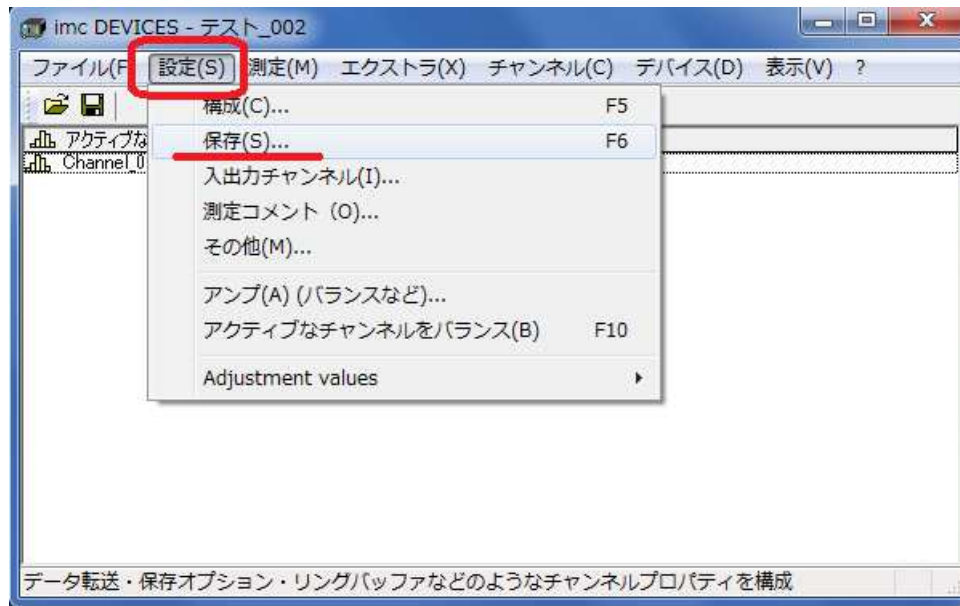 imc DEVICES - テスト_002
ファイル(F 設定(S) 測定(M) エクストラ(X) チャンネル(C) デバイス(D) 表示(V) ?
構成(C)... F5
アクティブな 保存(S)... F6
Channel_0
入出力チャンネル(I)...
測定コメント (O)...
その他(M)...
アンプ(A) (バランスなど)...
アクティブなチャンネルをバランス(B) F10
Adjustment values
データ転送・保存オプション・リングバッファなどのようなチャンネルプロパティを構成